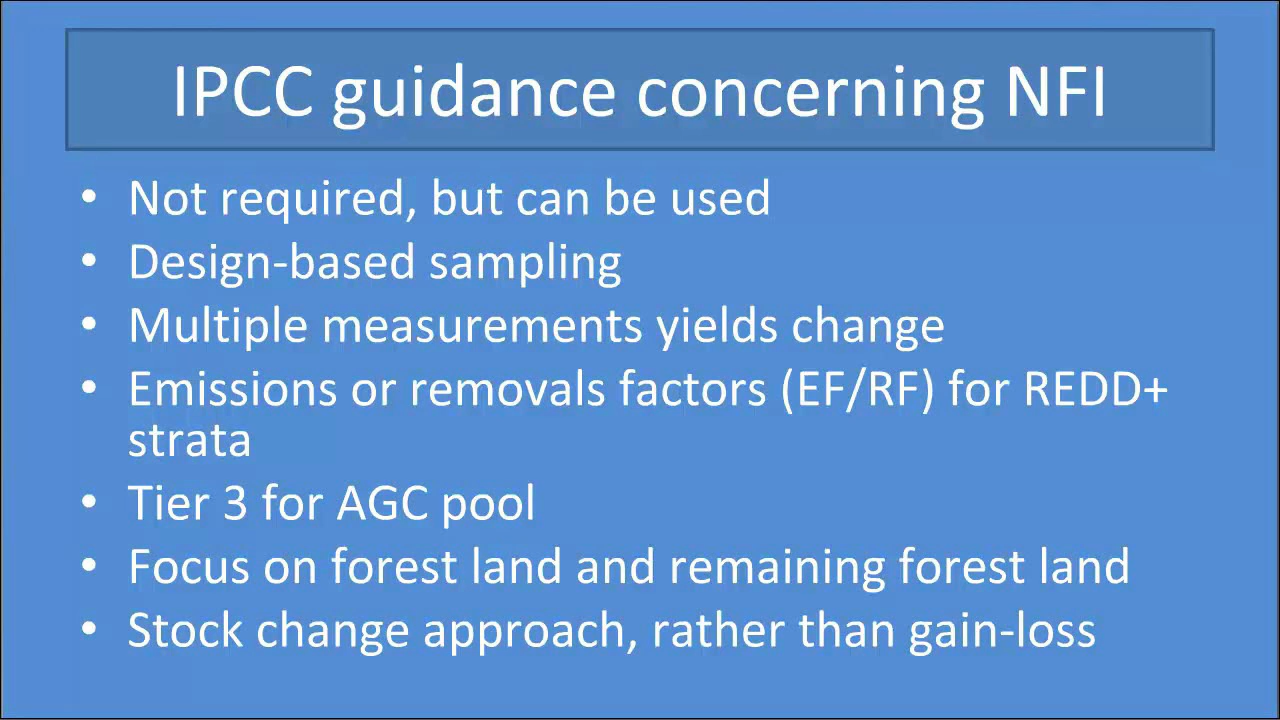 IPCC guidance concerning NFI
• Not required, but can be used
• Design-based sampling
• Multiple measurements yields change
• Emissions or removals factors (EF/RF) for REDD+
strata
• Tier 3 for AGC pool
• Focus on forest land and remaining forest land
• Stock change approach, rather than gain-loss